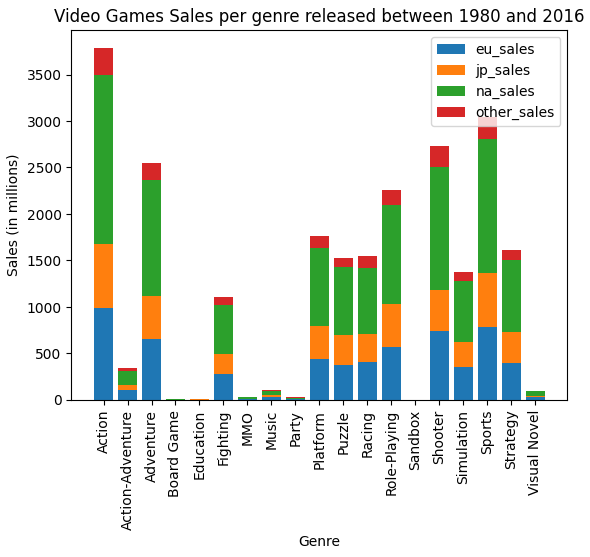 Video Games Sales per genre released between 1980 and 2016
eu_sales
jp_sales
na_sales
other_sales
Sales (in millions)
3500
3000
2500
2000
1500
1000
500
0
Action
Action-Adventure
Adventure
Board Game
Education
Fighting
MMO
Music
Party
Platform
Puzzle
Racing
Role-Playing
Sandbox
Shooter
Simulation
Sports
Strategy
Visual Novel
Genre